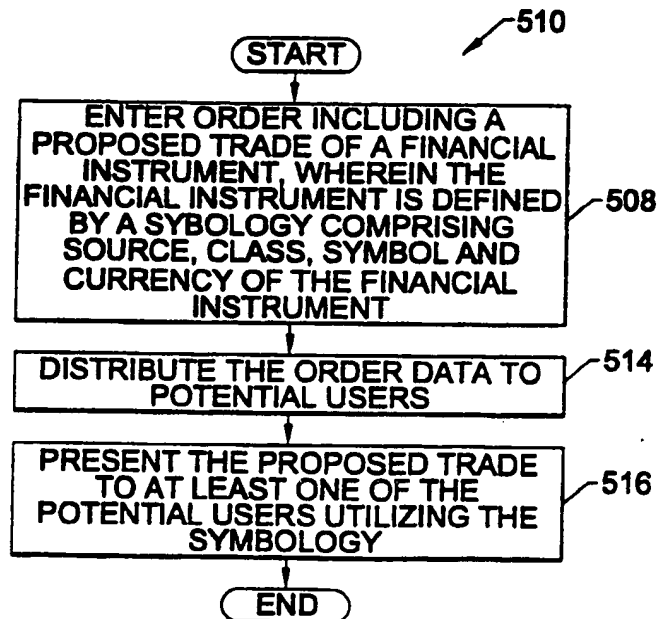 510
START
ENTER ORDER INCLUDING A
PROPOSED TRADE OF A FINANCIAL
INSTRUMENT, WHEREIN THE
FINANCIAL INSTRUMENT IS DEFINED
BY A SYBOLOGY COMPRISING
SOURCE, CLASS, SYMBOL AND
CURRENCY OF THE FINANCIAL
INSTRUMENT
508
DISTRIBUTE THE ORDER DATA TO
POTENTIAL USERS
514
PRESENT THE PROPOSED TRADE
TO AT LEAST ONE OF THE
POTENTIAL USERS UTILIZING THE
SYMBOLOGY
516
END